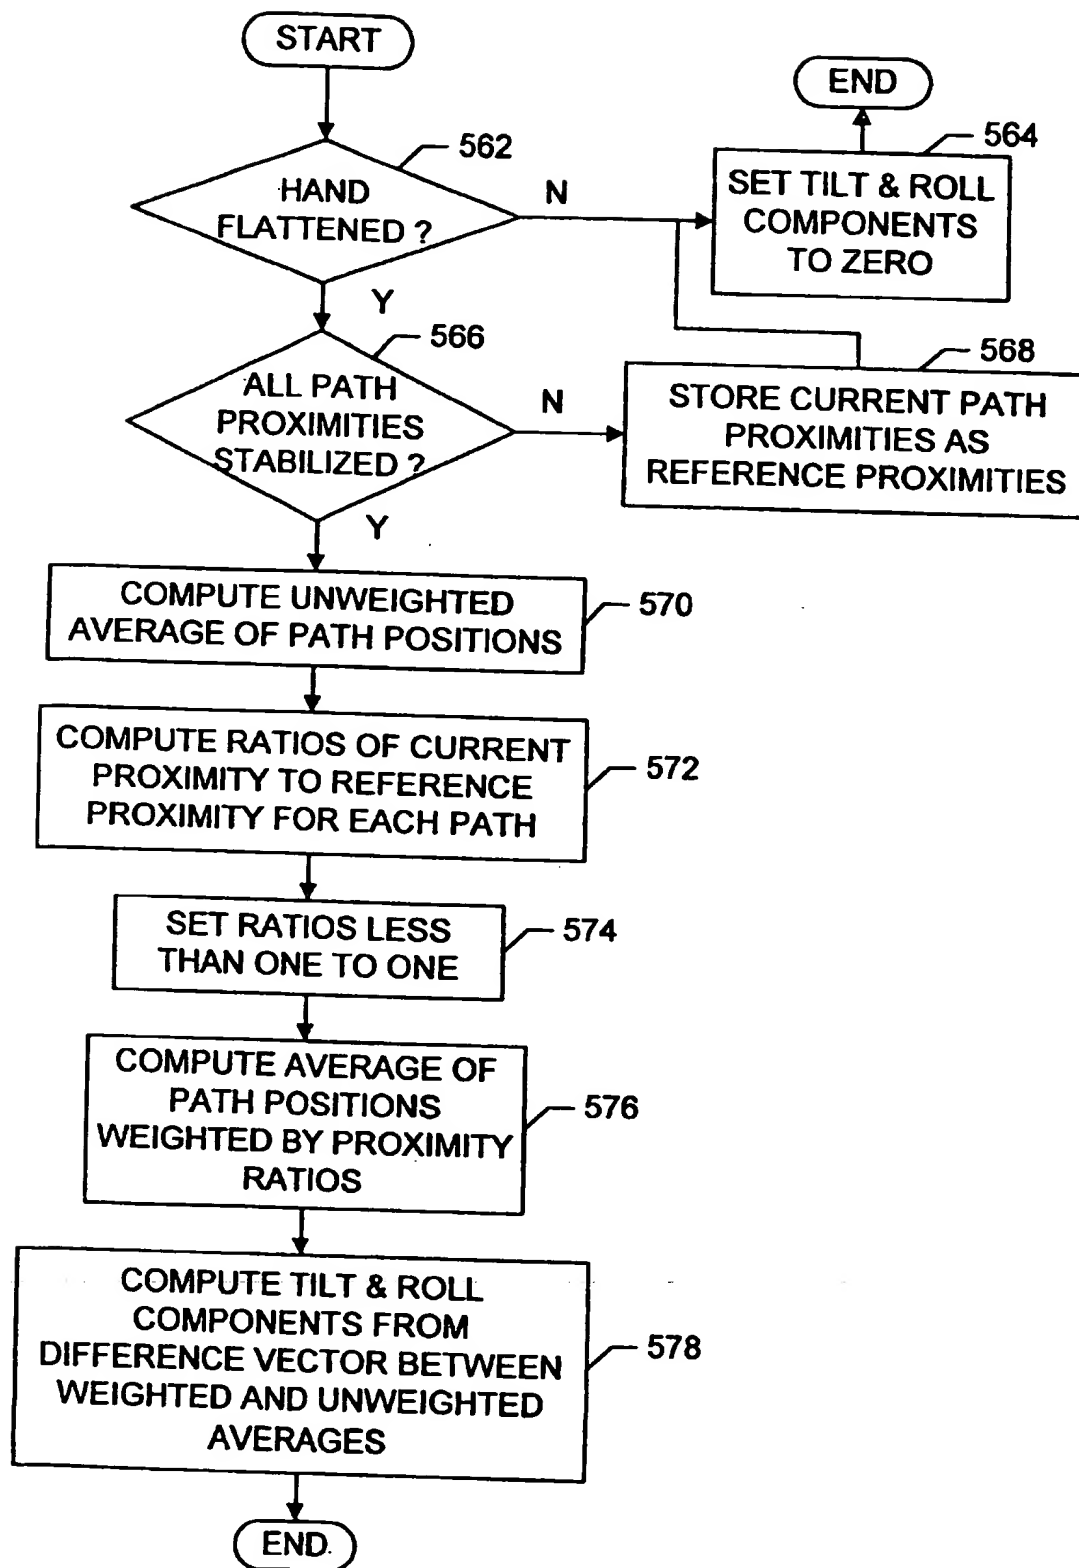 START
END
562
564
HAND
FLATTENED ?
N
SET TILT & ROLL
COMPONENTS
TO ZERO
Y
566
568
ALL PATH
PROXIMITIES
STABILIZED ?
N
STORE CURRENT PATH
PROXIMITIES AS
REFERENCE PROXIMITIES
Y
COMPUTE UNWEIGHTED
AVERAGE OF PATH POSITIONS
570
COMPUTE RATIOS OF CURRENT
PROXIMITY TO REFERENCE
PROXIMITY FOR EACH PATH
572
SET RATIOS LESS
THAN ONE TO ONE
574
COMPUTE AVERAGE OF
PATH POSITIONS
WEIGHTED BY PROXIMITY
RATIOS
576
COMPUTE TILT & ROLL
COMPONENTS FROM
DIFFERENCE VECTOR BETWEEN
WEIGHTED AND UNWEIGHTED
AVERAGES
578
END